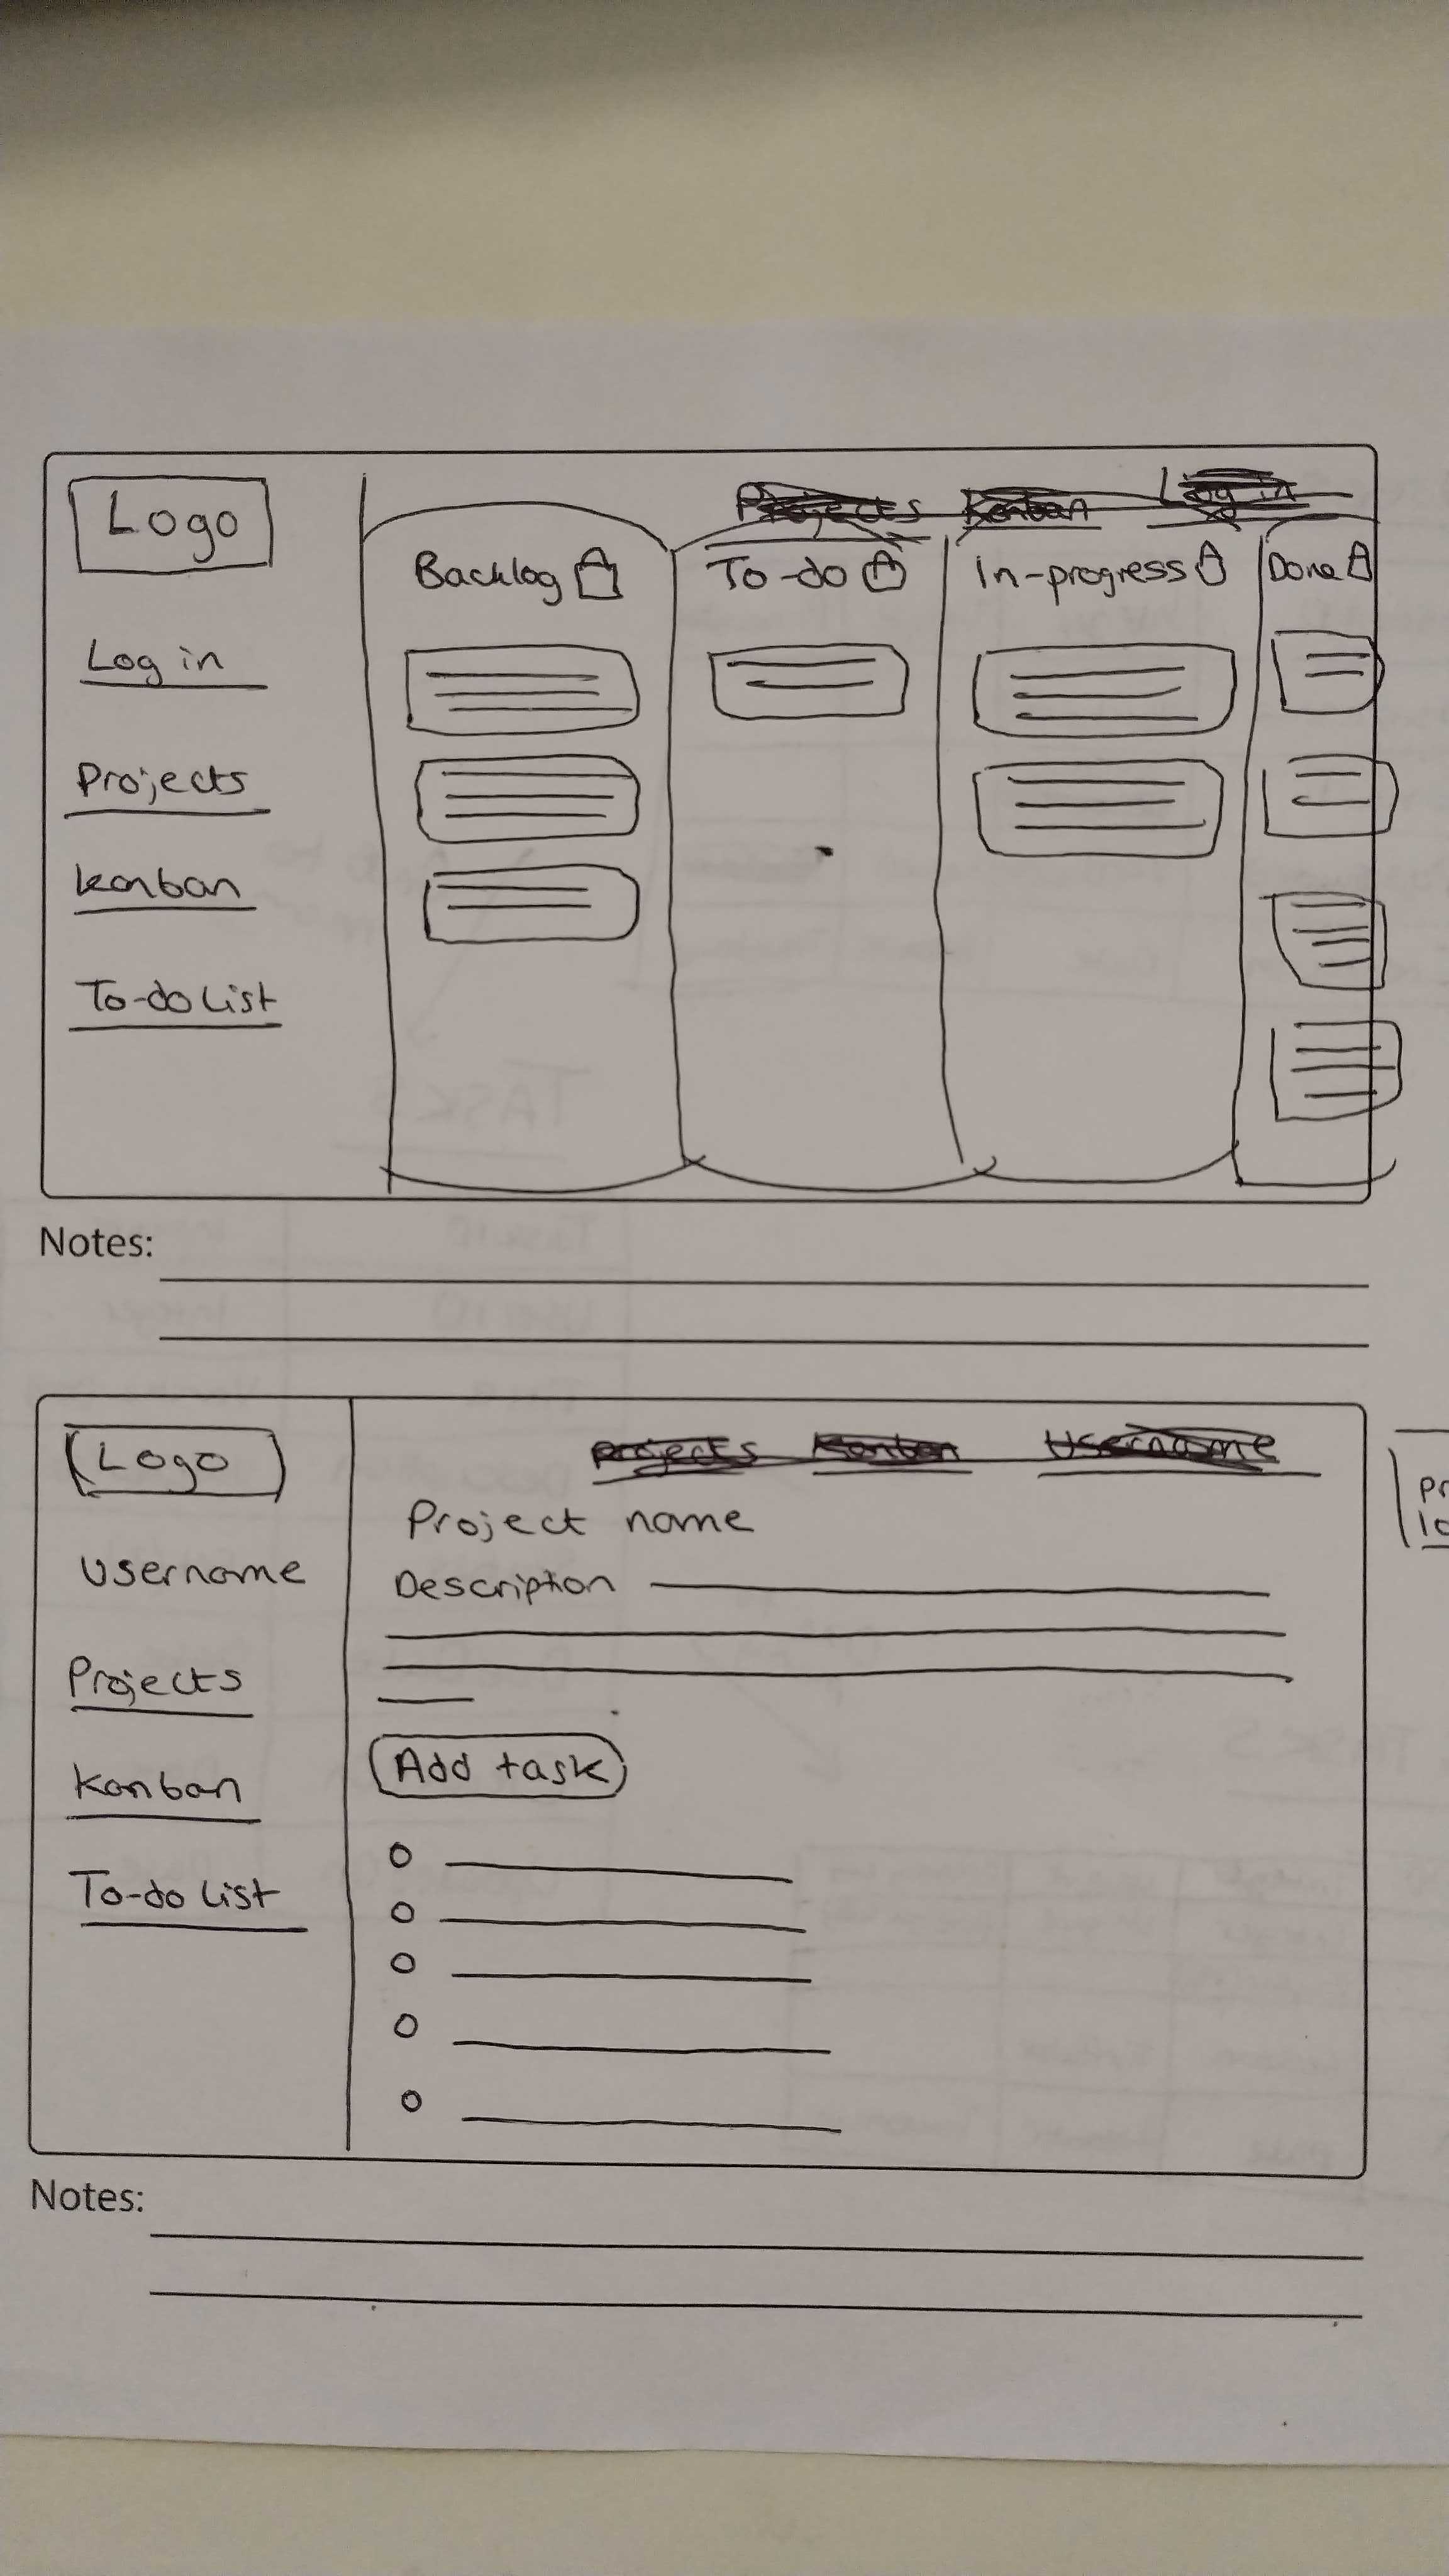 Logo
Projects Kanban Log in
Backlog To-do In-progress Done
Log in
Projects
Kanban
To-do List
Notes:
Logo
Projects Kanban Username
Project name
Username
Description
Projects
Add task
Kanban
To-do List
Notes: